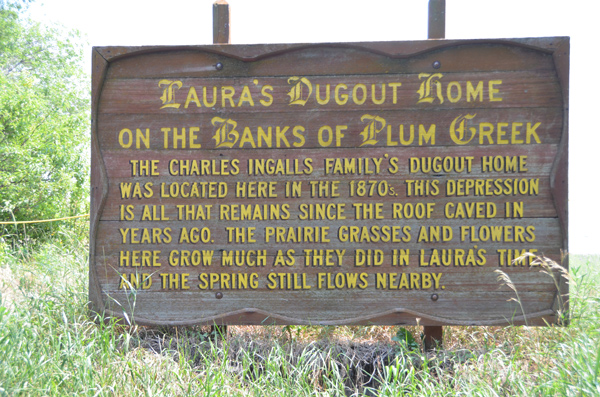 LAURA'S DUGOUT HOME
ON THE BANKS OF PLUM CREEK
THE CHARLES INGALLS FAMILY'S DUGOUT HOME
WAS LOCATED HERE IN THE 1870s. THIS DEPRESSION
IS ALL THAT REMAINS SINCE THE ROOF CAVED IN
YEARS AGO. THE PRAIRIE GRASSES AND FLOWERS
HERE GROW MUCH AS THEY DID IN LAURA'S TIME
AND THE SPRING STILL FLOWS NEARBY.